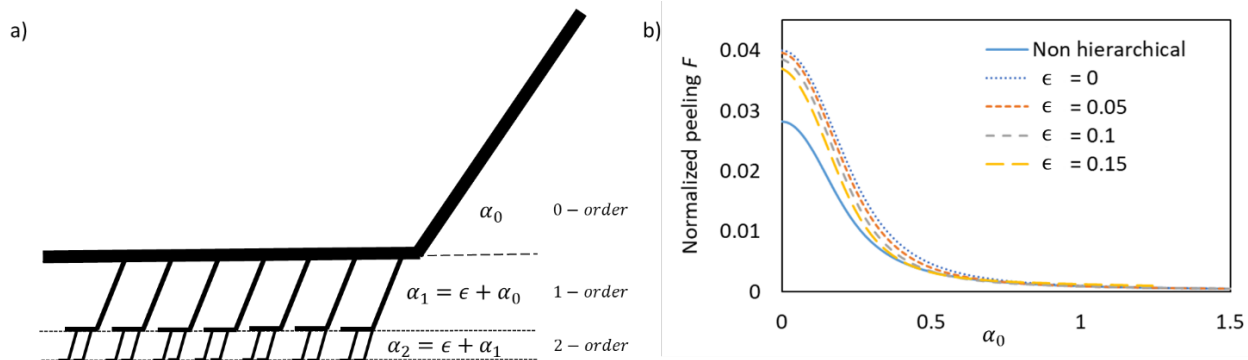 a)
α₀
0 − order
α₁ = ϵ + α₀
1 − order
α₂ = ϵ + α₁
2 − order
b)
Normalized peeling F
0.04
0.03
0.02
0.01
0
0
0.5
1
1.5
α₀
Non hierarchical
ϵ = 0
ϵ = 0.05
ϵ = 0.1
ϵ = 0.15